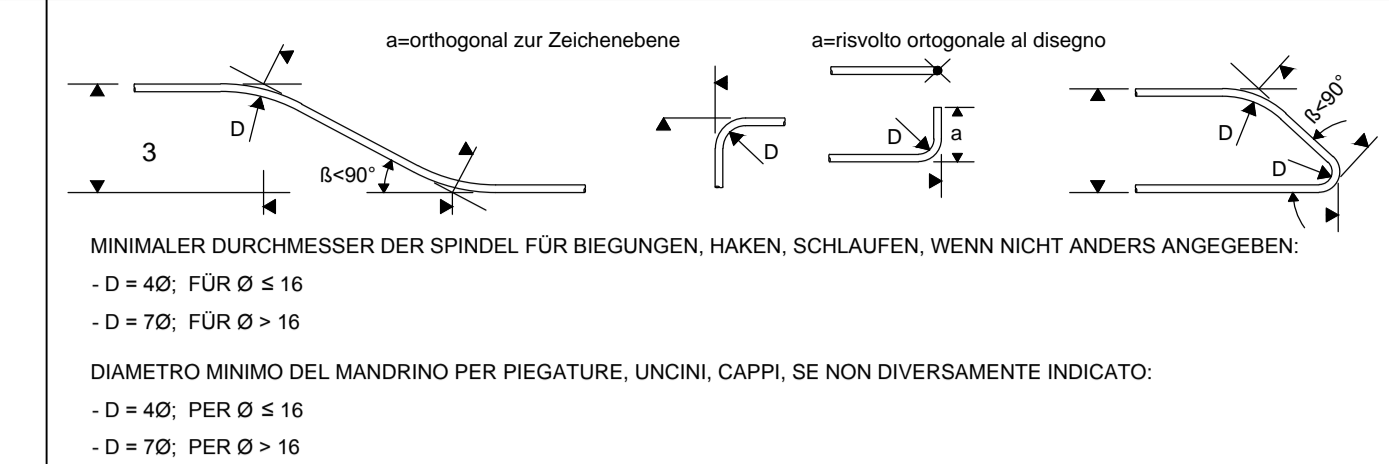 a=orthogonal zur Zeichenebene
a=risvolto ortogonale al disegno
D
3
ß<90°
D
D
a
D
ß<90°
D
MINIMALER DURCHMESSER DER SPINDEL FÜR BIEGUNGEN, HAKEN, SCHLAUFEN, WENN NICHT ANDERS ANGEGEBEN:
- D = 4Ø; FÜR Ø ≤ 16
- D = 7Ø; FÜR Ø > 16
DIAMETRO MINIMO DEL MANDRINO PER PIEGATURE, UNCINI, CAPPI, SE NON DIVERSAMENTE INDICATO:
- D = 4Ø; PER Ø ≤ 16
- D = 7Ø; PER Ø > 16